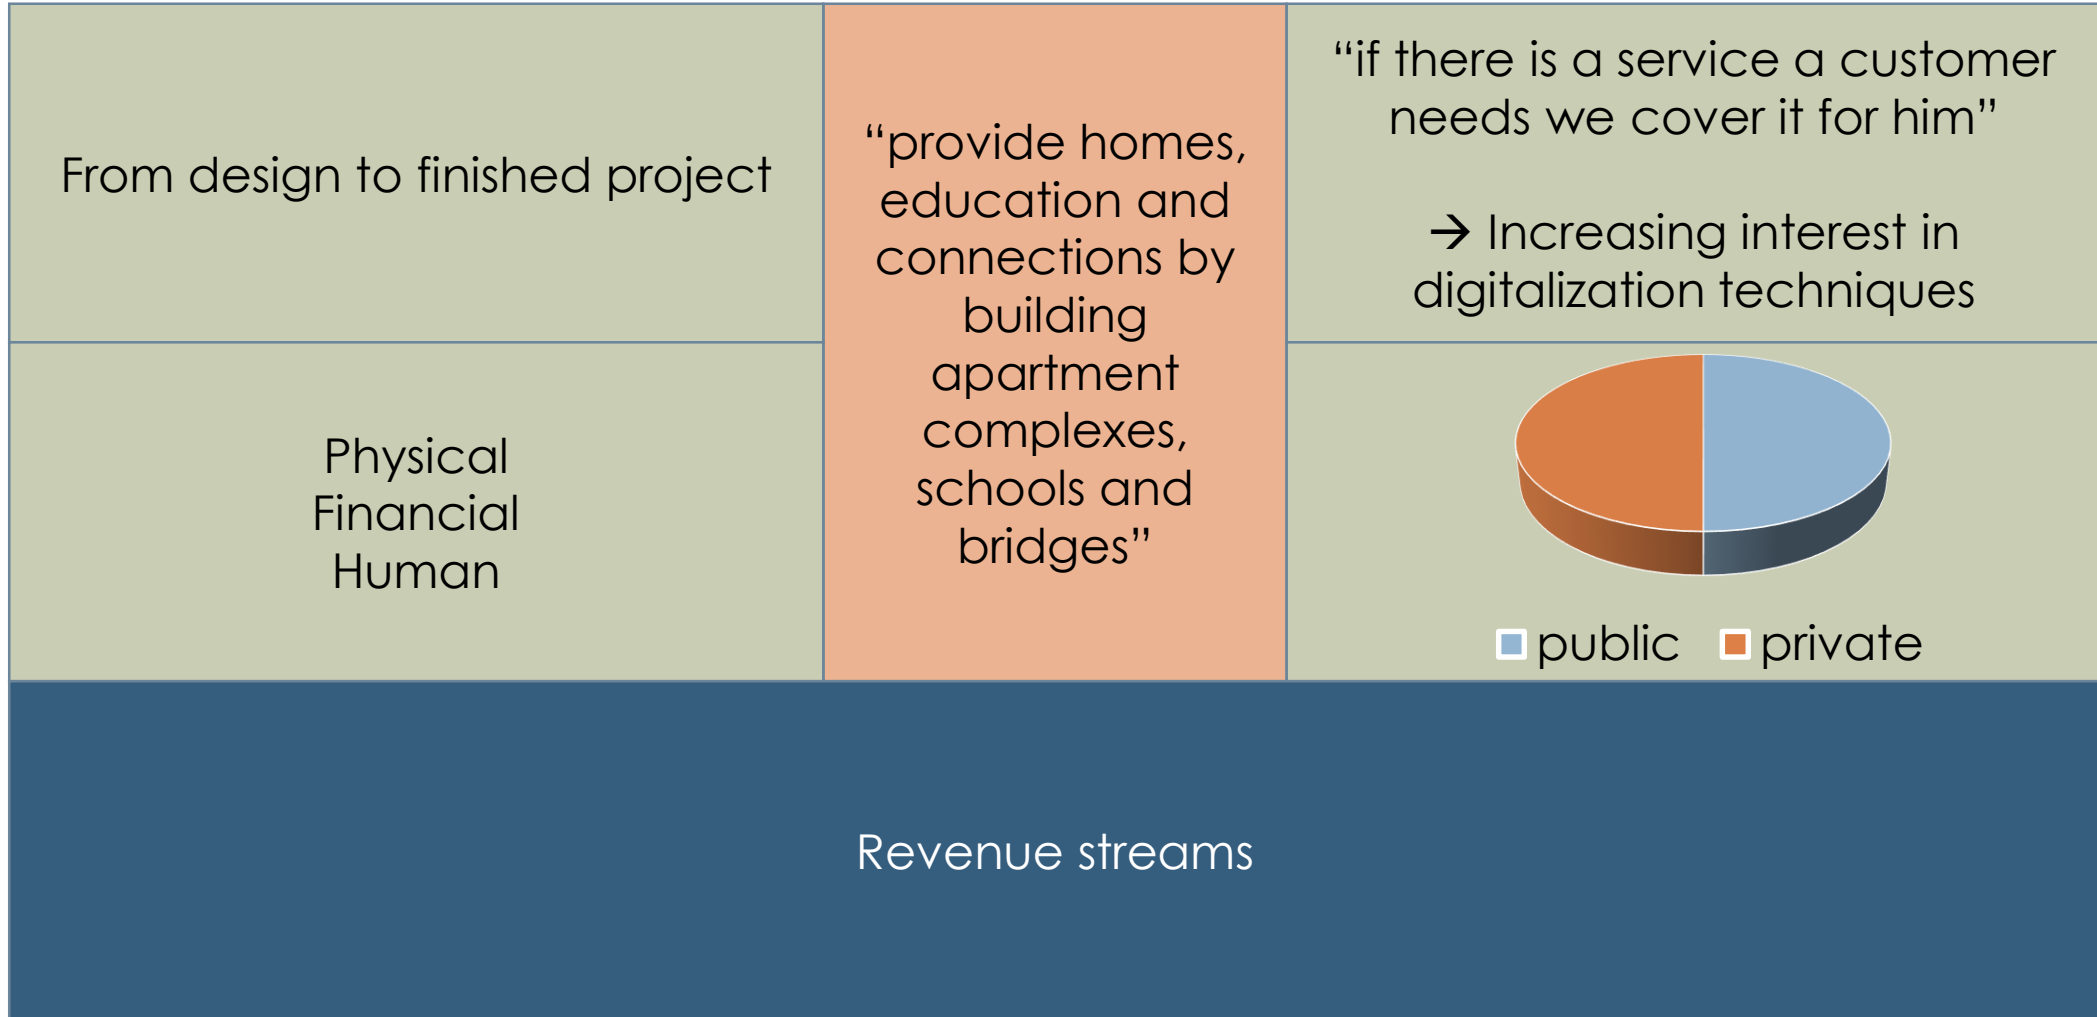 From design to finished project
“provide homes,
education and
connections by
building
apartment
complexes,
schools and
bridges”
“if there is a service a customer
needs we cover it for him”
→ Increasing interest in
digitalization techniques
Physical
Financial
Human
public private
Revenue streams